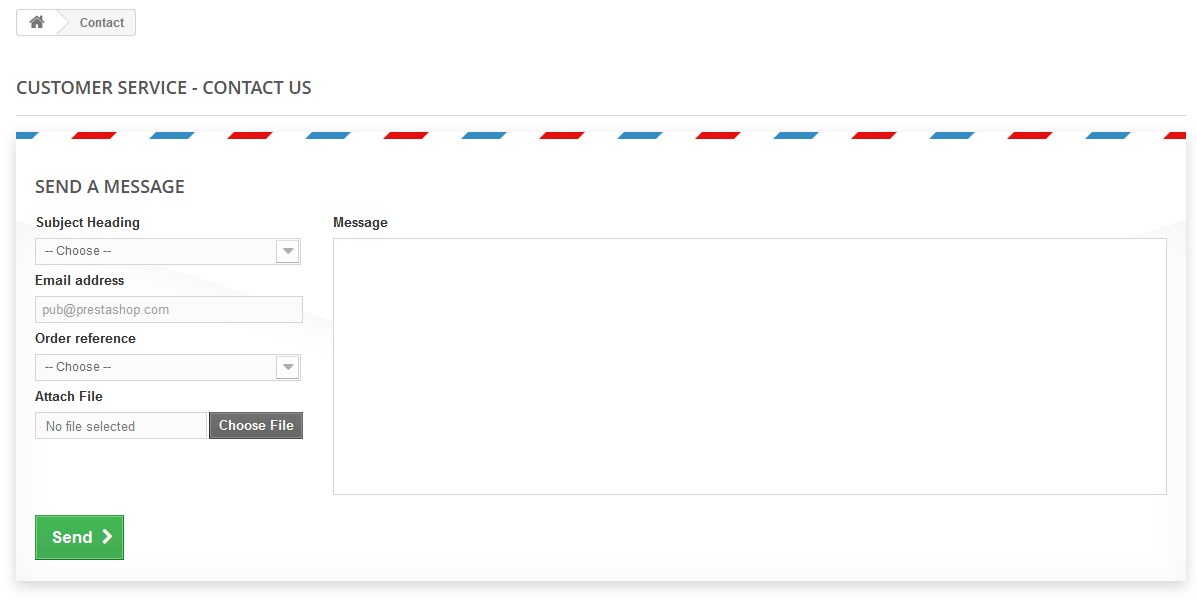 Contact
CUSTOMER SERVICE - CONTACT US
SEND A MESSAGE
Subject Heading
-- Choose --
Email address
pub@prestashop.com
Order reference
-- Choose --
Attach File
No file selected
Choose File
Message
Send